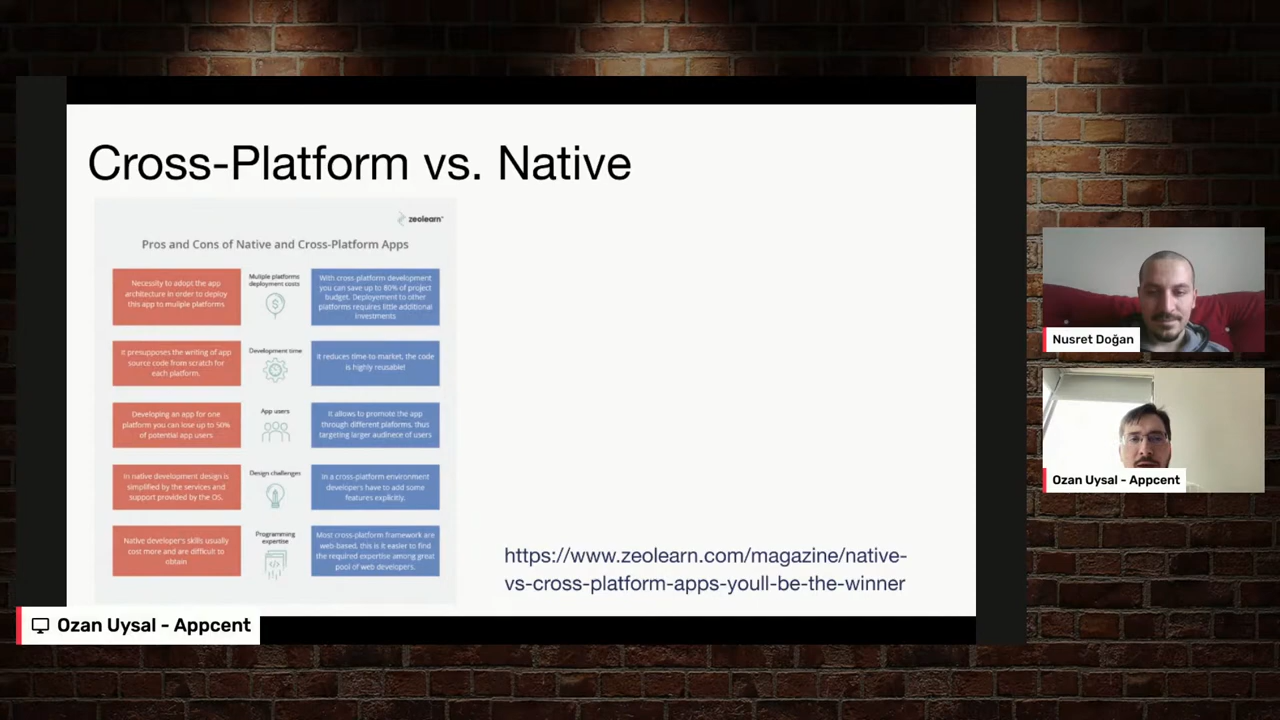 Cross-Platform vs. Native
zeolearn
Pros and Cons of Native and Cross-Platform Apps
Necessity to adopt the app
architecture in order to deploy
this app to muliple platforms
Muliple platforms
deployment costs
With cross-platform development
you can save up to 80% of project
budget. Deployement to other
platforms requires little additional
investments
It presupposes the writing of app
source code from scratch for
each platform.
Development time
It reduces time to market, the code
is highly reusable!
Developing an app for one
platform you can lose up to 50%
of potential app users.
App users
It allows to promote the app
through different plaforms, thus
targeting larger audinece of users
In native development design is
simplified by the services and
support provided by the OS.
Design challenges
In a cross-platform environment
developers have to add some
features explicitly.
Native developer's skills usually
cost more and are difficult to
obtain
Programming
expertise
Most cross-platform framework are
web-based, this is it easier to find
the required expertise among great
pool of web developers.
https://www.zeolearn.com/magazine/native-
vs-cross-platform-apps-youll-be-the-winner
Nusret Doğan
Ozan Uysal - Appcent
Ozan Uysal - Appcent